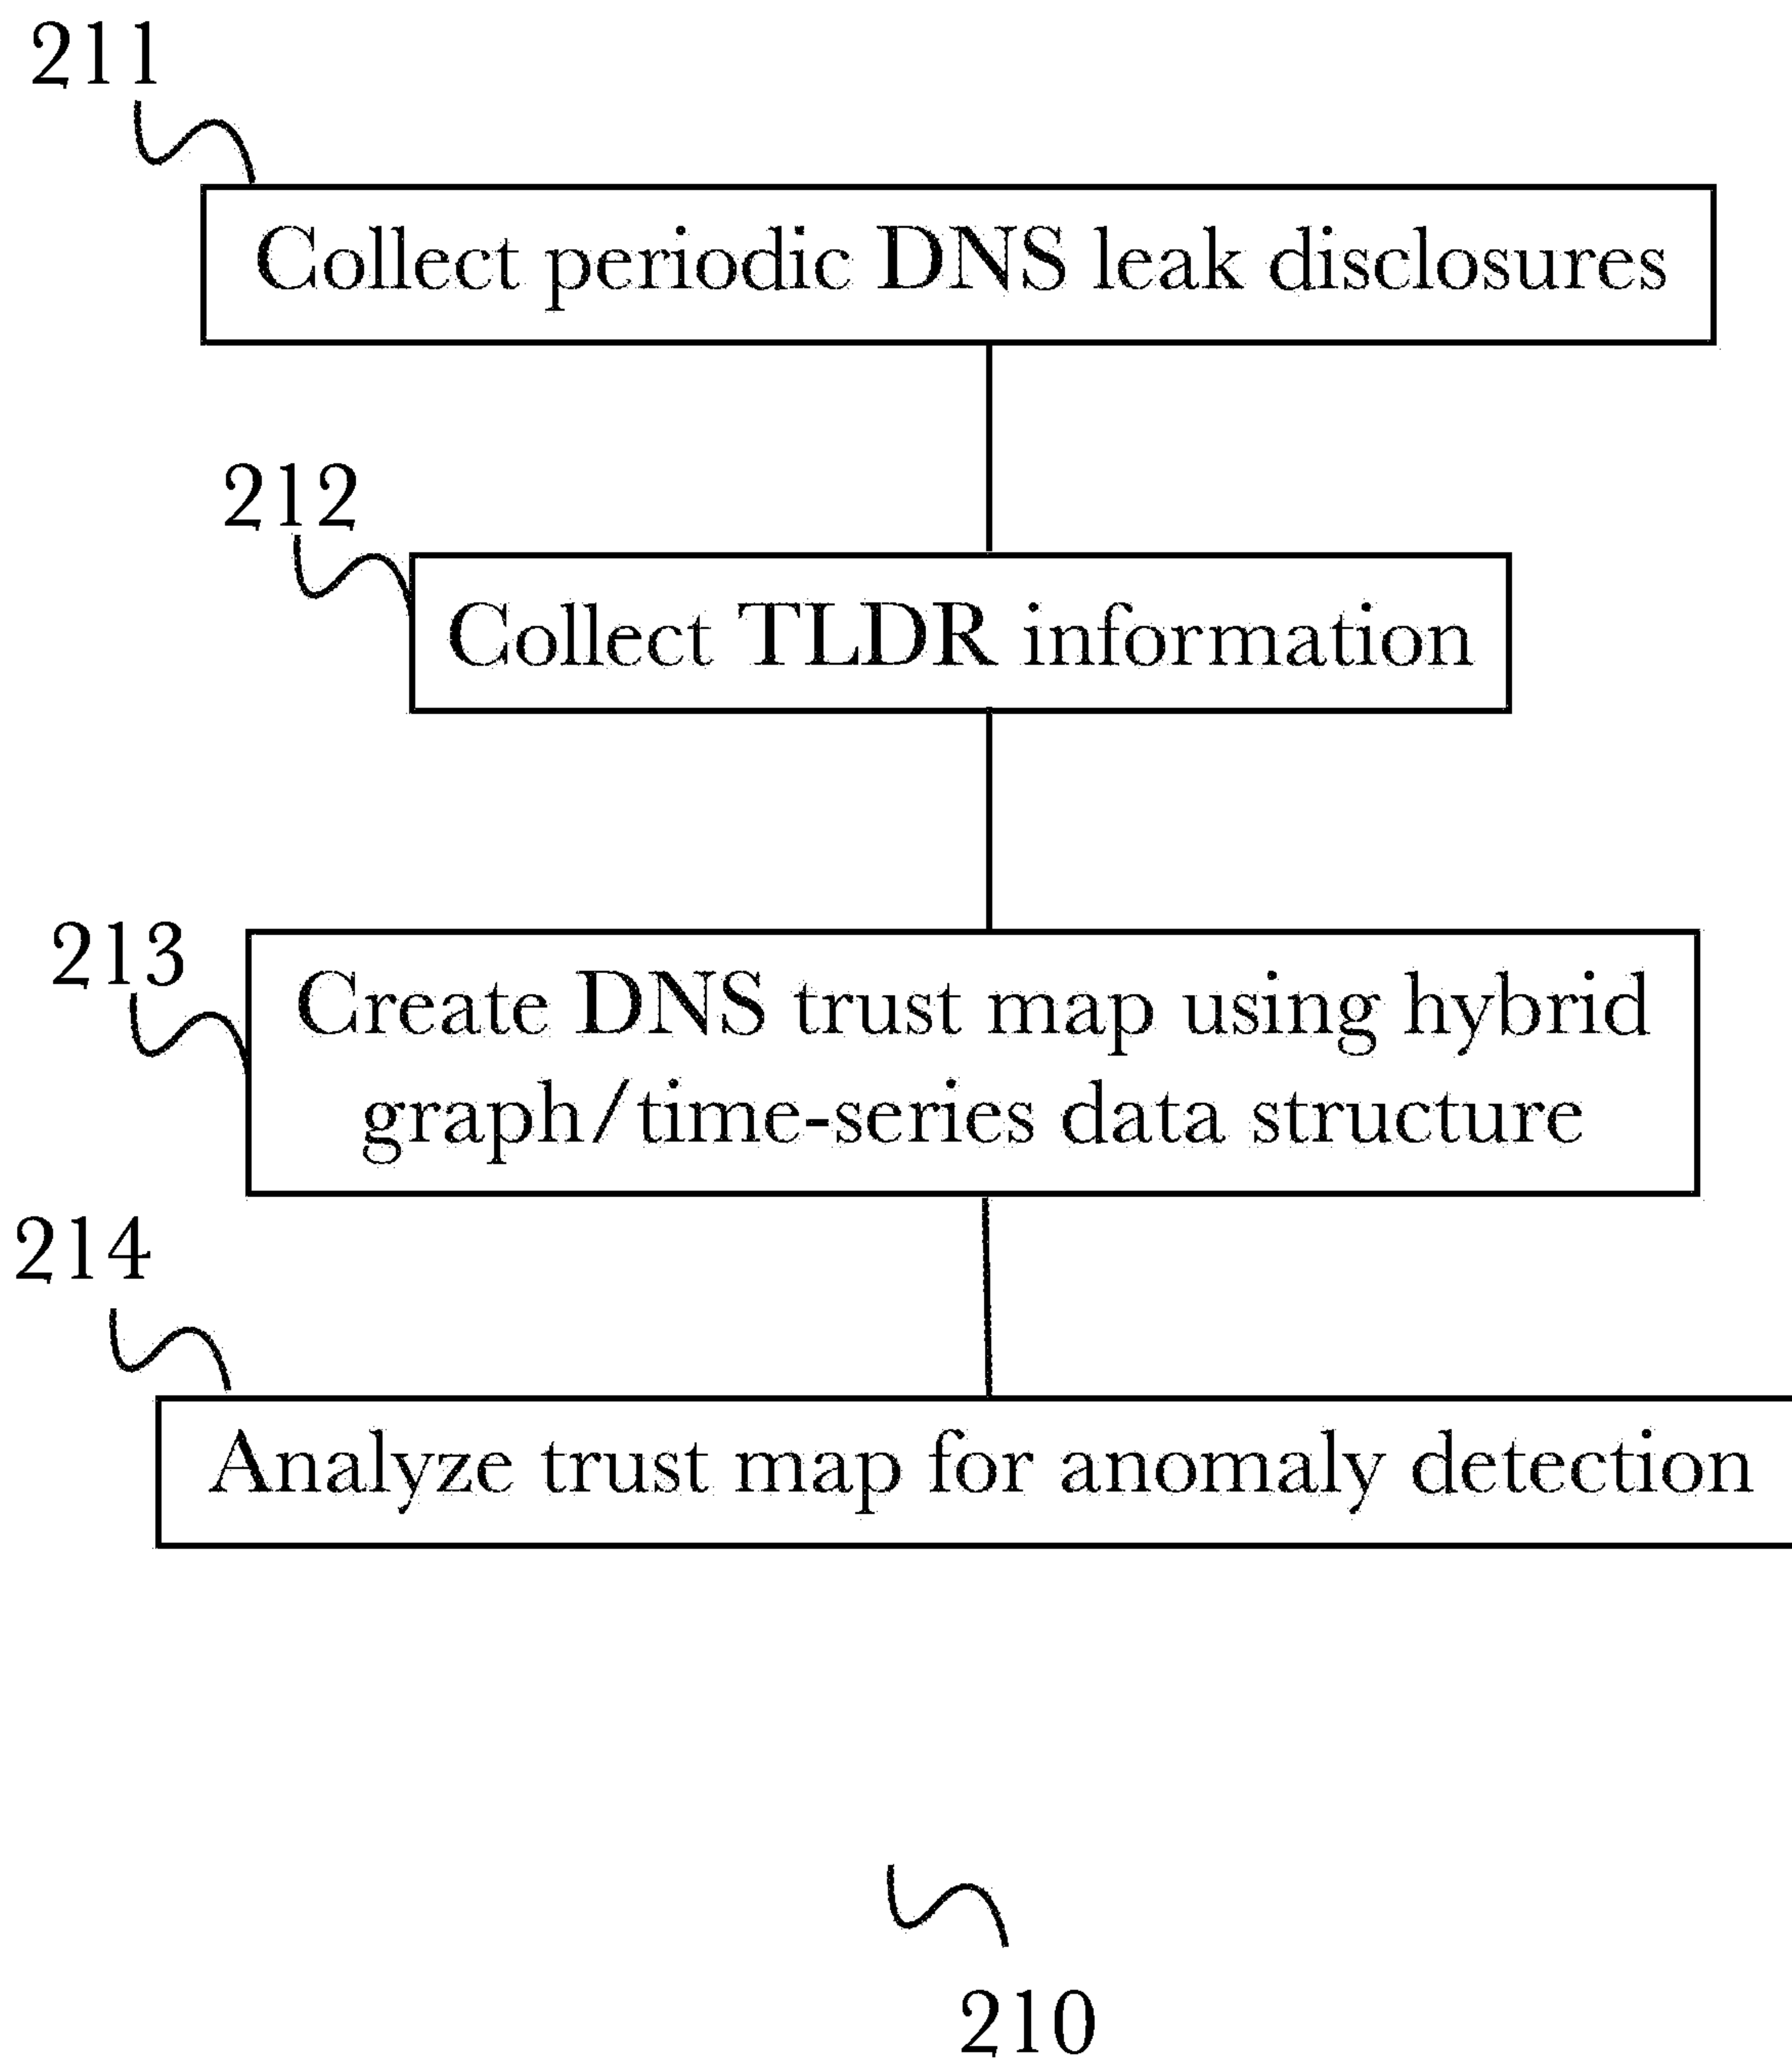 211
Collect periodic DNS leak disclosures
212
Collect TLDR information
213
Create DNS trust map using hybrid
graph/time-series data structure
214
Analyze trust map for anomaly detection
210